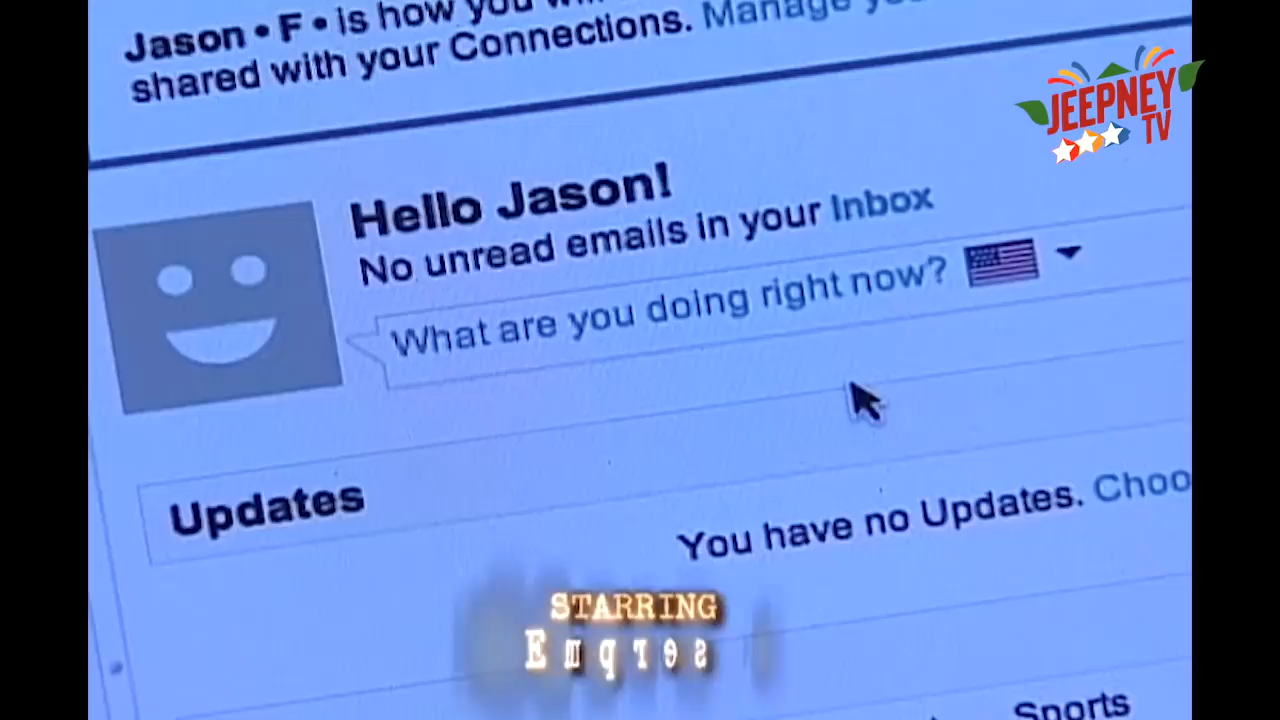 Jason • F • is how you
shared with your Connections. Manage
JEEPNEY
TV
Hello Jason!
No unread emails in your Inbox
What are you doing right now?
Updates
You have no Updates.
STARRING
Sports